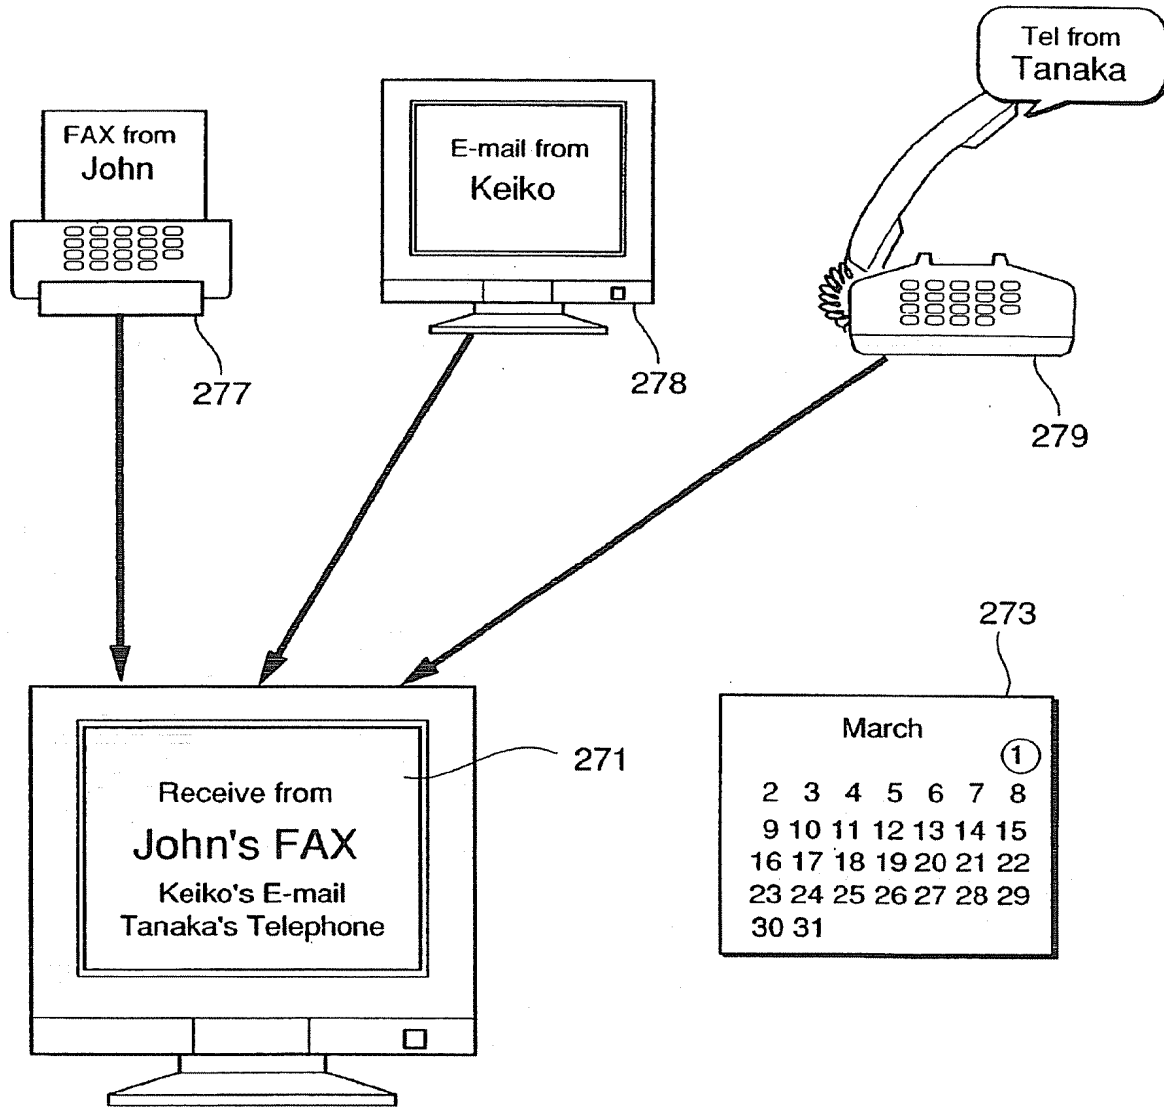 Tel from
Tanaka
FAX from
John
E-mail from
Keiko
277
278
279
273
271
Receive from
John's FAX
Keiko's E-mail
Tanaka's Telephone
March
1
2 3 4 5 6 7 8
9 10 11 12 13 14 15
16 17 18 19 20 21 22
23 24 25 26 27 28 29
30 31